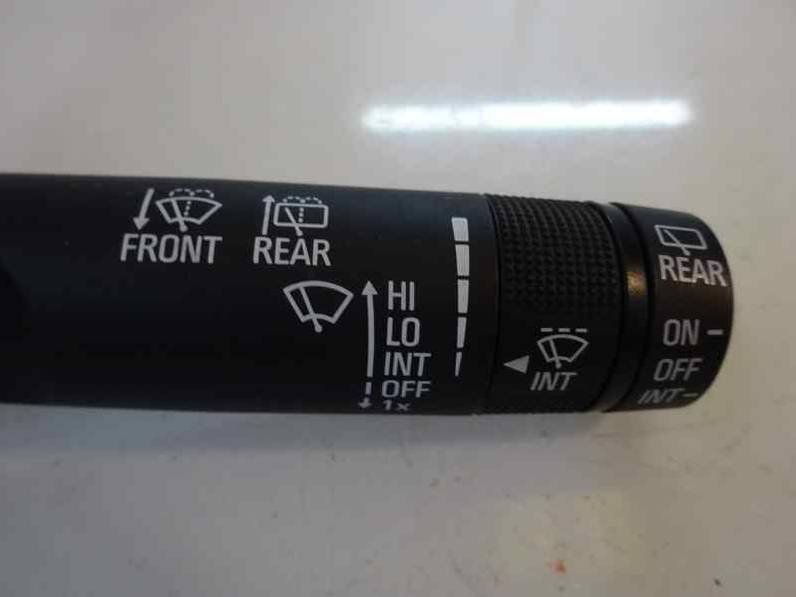 FRONT REAR
HI
LO
INT
OFF
1x
INT
REAR
ON
OFF
INT